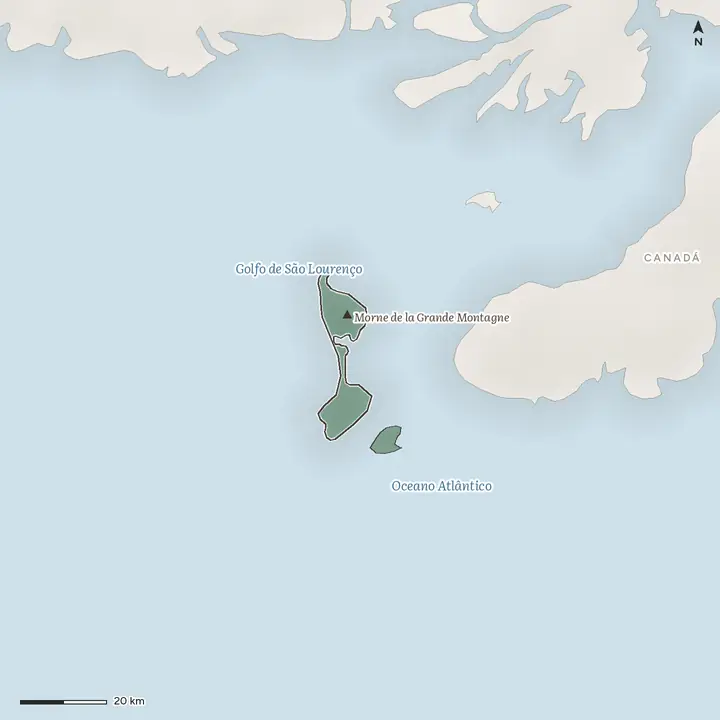 N
CANADÁ
Golfo de São Lourenço
Morne de la Grande Montagne
Oceano Atlântico
20 km